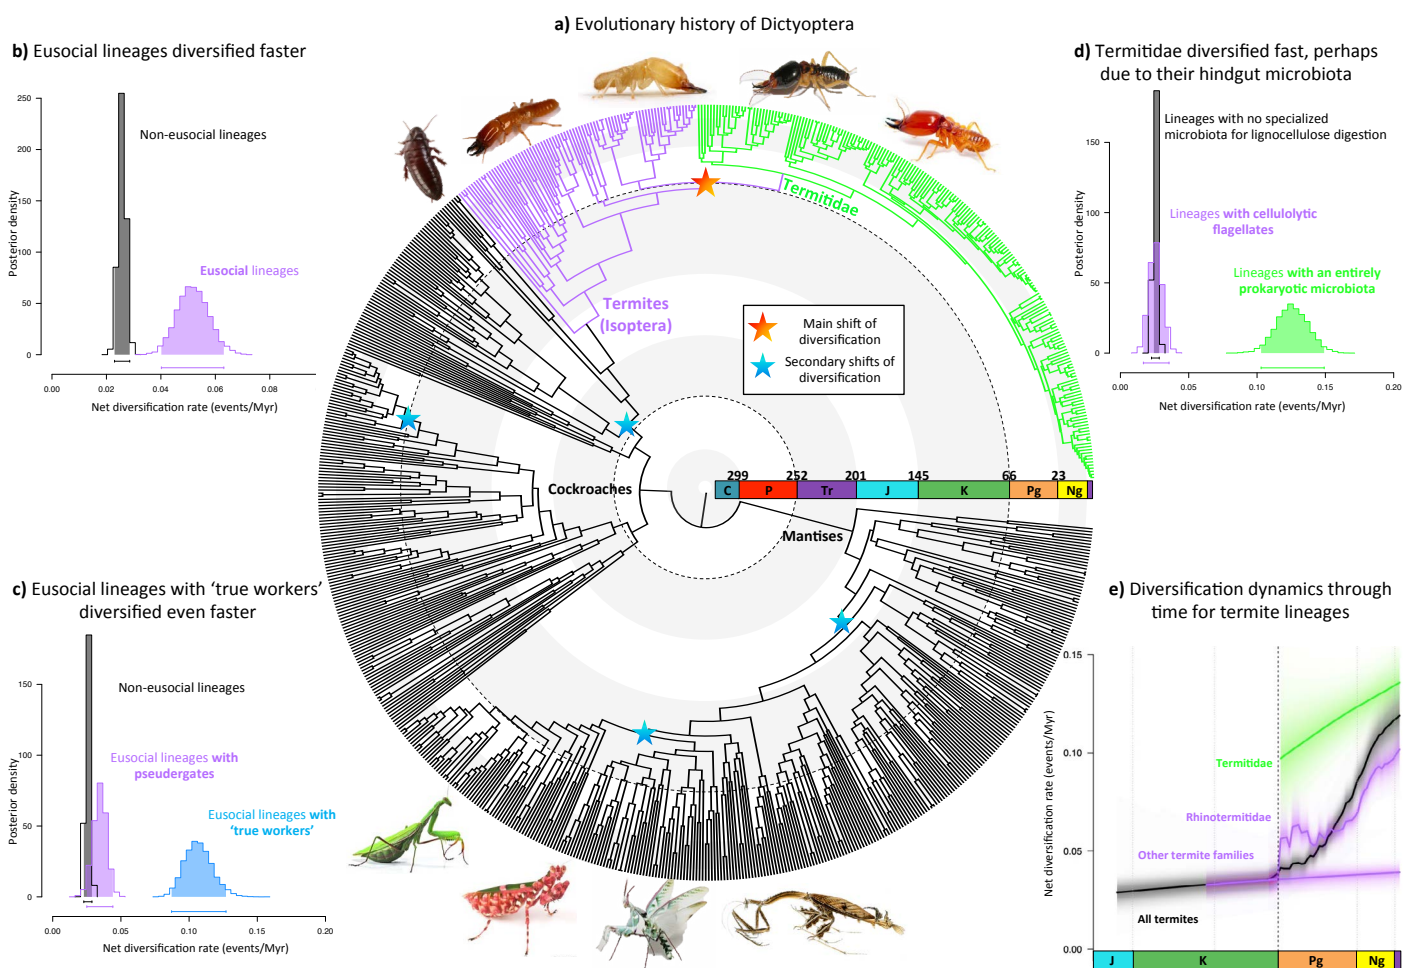 a) Evolutionary history of Dictyoptera
b) Eusocial lineages diversified faster
250
200
150
100
50
0
Posterior density
Non-eusocial lineages
Eusocial lineages
0.00
0.02
0.04
0.06
0.08
Net diversification rate (events/Myr)
c) Eusocial lineages with ‘true workers’
diversified even faster
150
100
50
0
Posterior density
Non-eusocial lineages
Eusocial lineages with
pseudergates
Eusocial lineages with
‘true workers’
0.00
0.05
0.10
0.15
0.20
Net diversification rate (events/Myr)
Termitidae
Termites
(Isoptera)
Main shift of
diversification
Secondary shifts of
diversification
Cockroaches
Mantises
299
252
201
145
66
23
C
P
Tr
J
K
Pg
Ng
d) Termitidae diversified fast, perhaps
due to their hindgut microbiota
150
100
50
0
Posterior density
Lineages with no specialized
microbiota for lignocellulose digestion
Lineages with cellulolytic
flagellates
Lineages with an entirely
prokaryotic microbiota
0.00
0.05
0.10
0.15
0.20
Net diversification rate (events/Myr)
e) Diversification dynamics through
time for termite lineages
0.15
0.10
0.05
0.00
Net diversification rate (events/Myr)
Termitidae
Rhinotermitidae
Other termite families
All termites
J
K
Pg
Ng